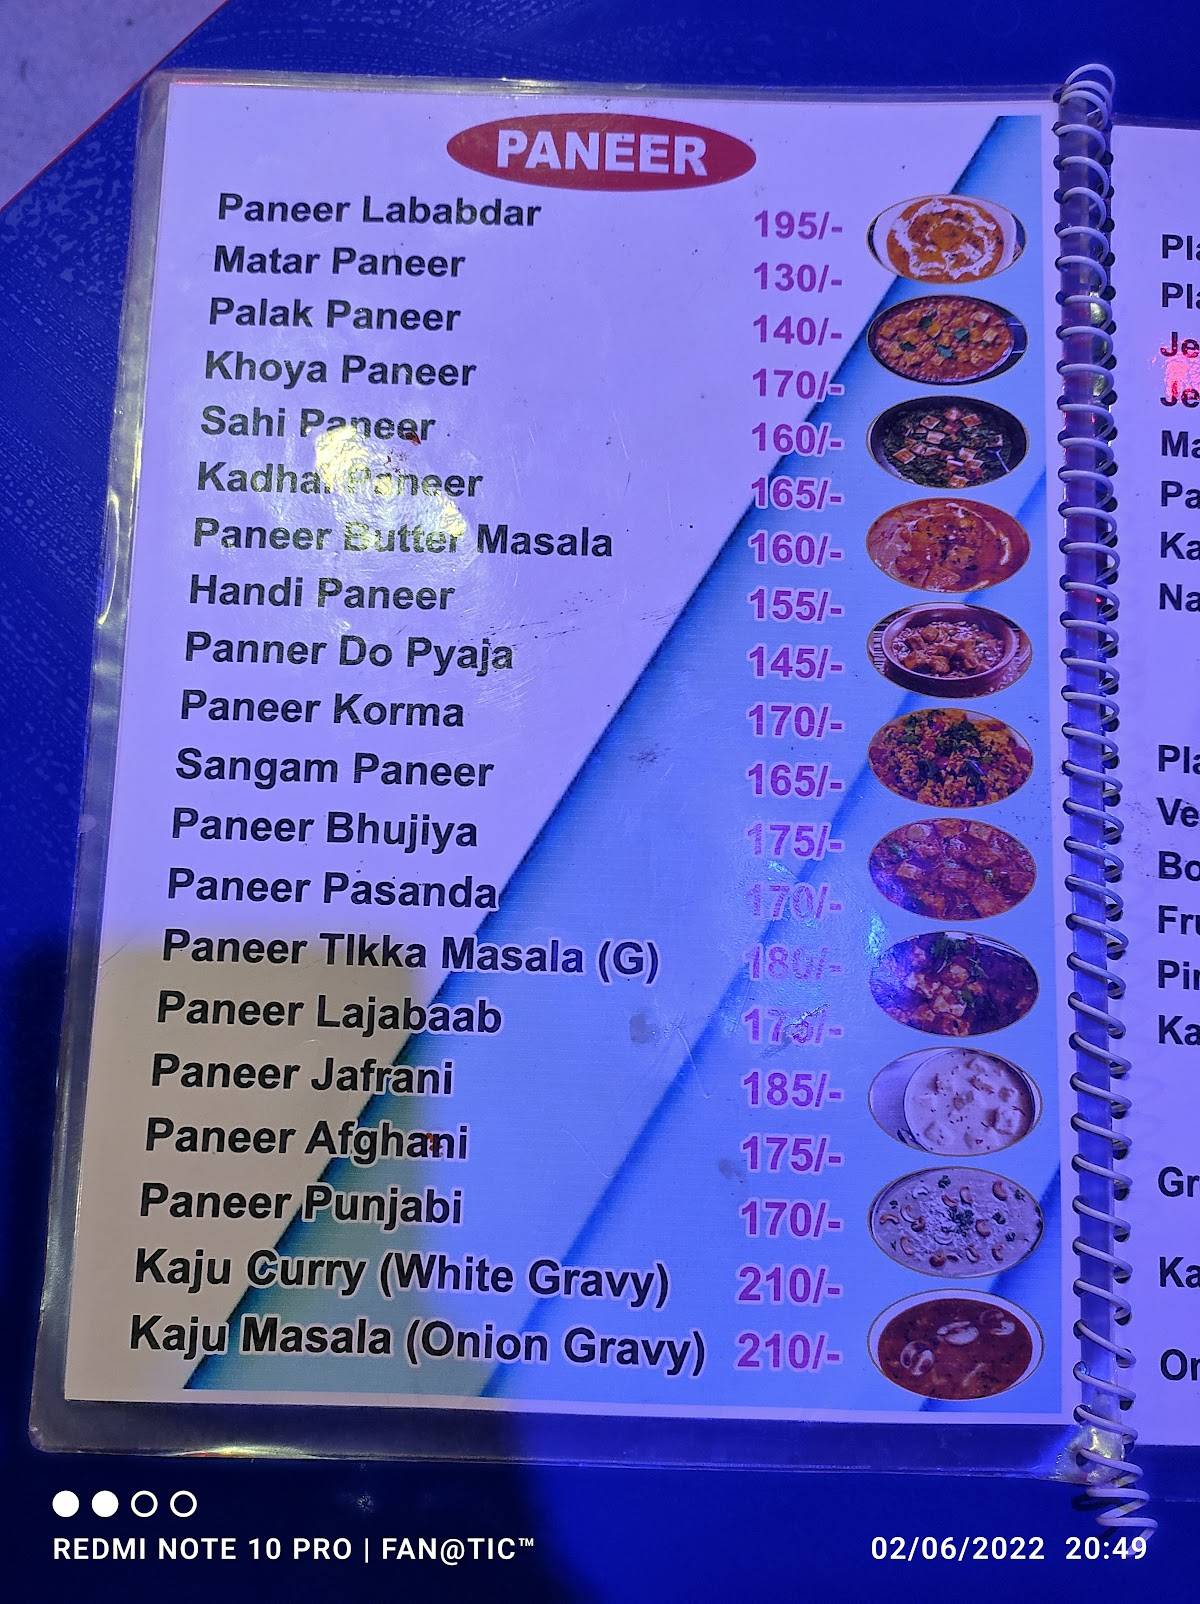 PANEER
Paneer Lababdar 195/-
Matar Paneer 130/-
Palak Paneer 140/-
Khoya Paneer 170/-
Sahi Paneer 160/-
Kadhai Paneer 165/-
Paneer Butter Masala 160/-
Handi Paneer 155/-
Panner Do Pyaja 145/-
Paneer Korma 170/-
Sangam Paneer 165/-
Paneer Bhujiya 175/-
Paneer Pasanda 170/-
Paneer TIkka Masala (G) 180/-
Paneer Lajabaab
Paneer Jafrani 185/-
Paneer Afghani 175/-
Paneer Punjabi 170/-
Kaju Curry (White Gravy) 210/-
Kaju Masala (Onion Gravy) 210/-
REDMI NOTE 10 PRO | FAN@TIC™ 02/06/2022 20:49